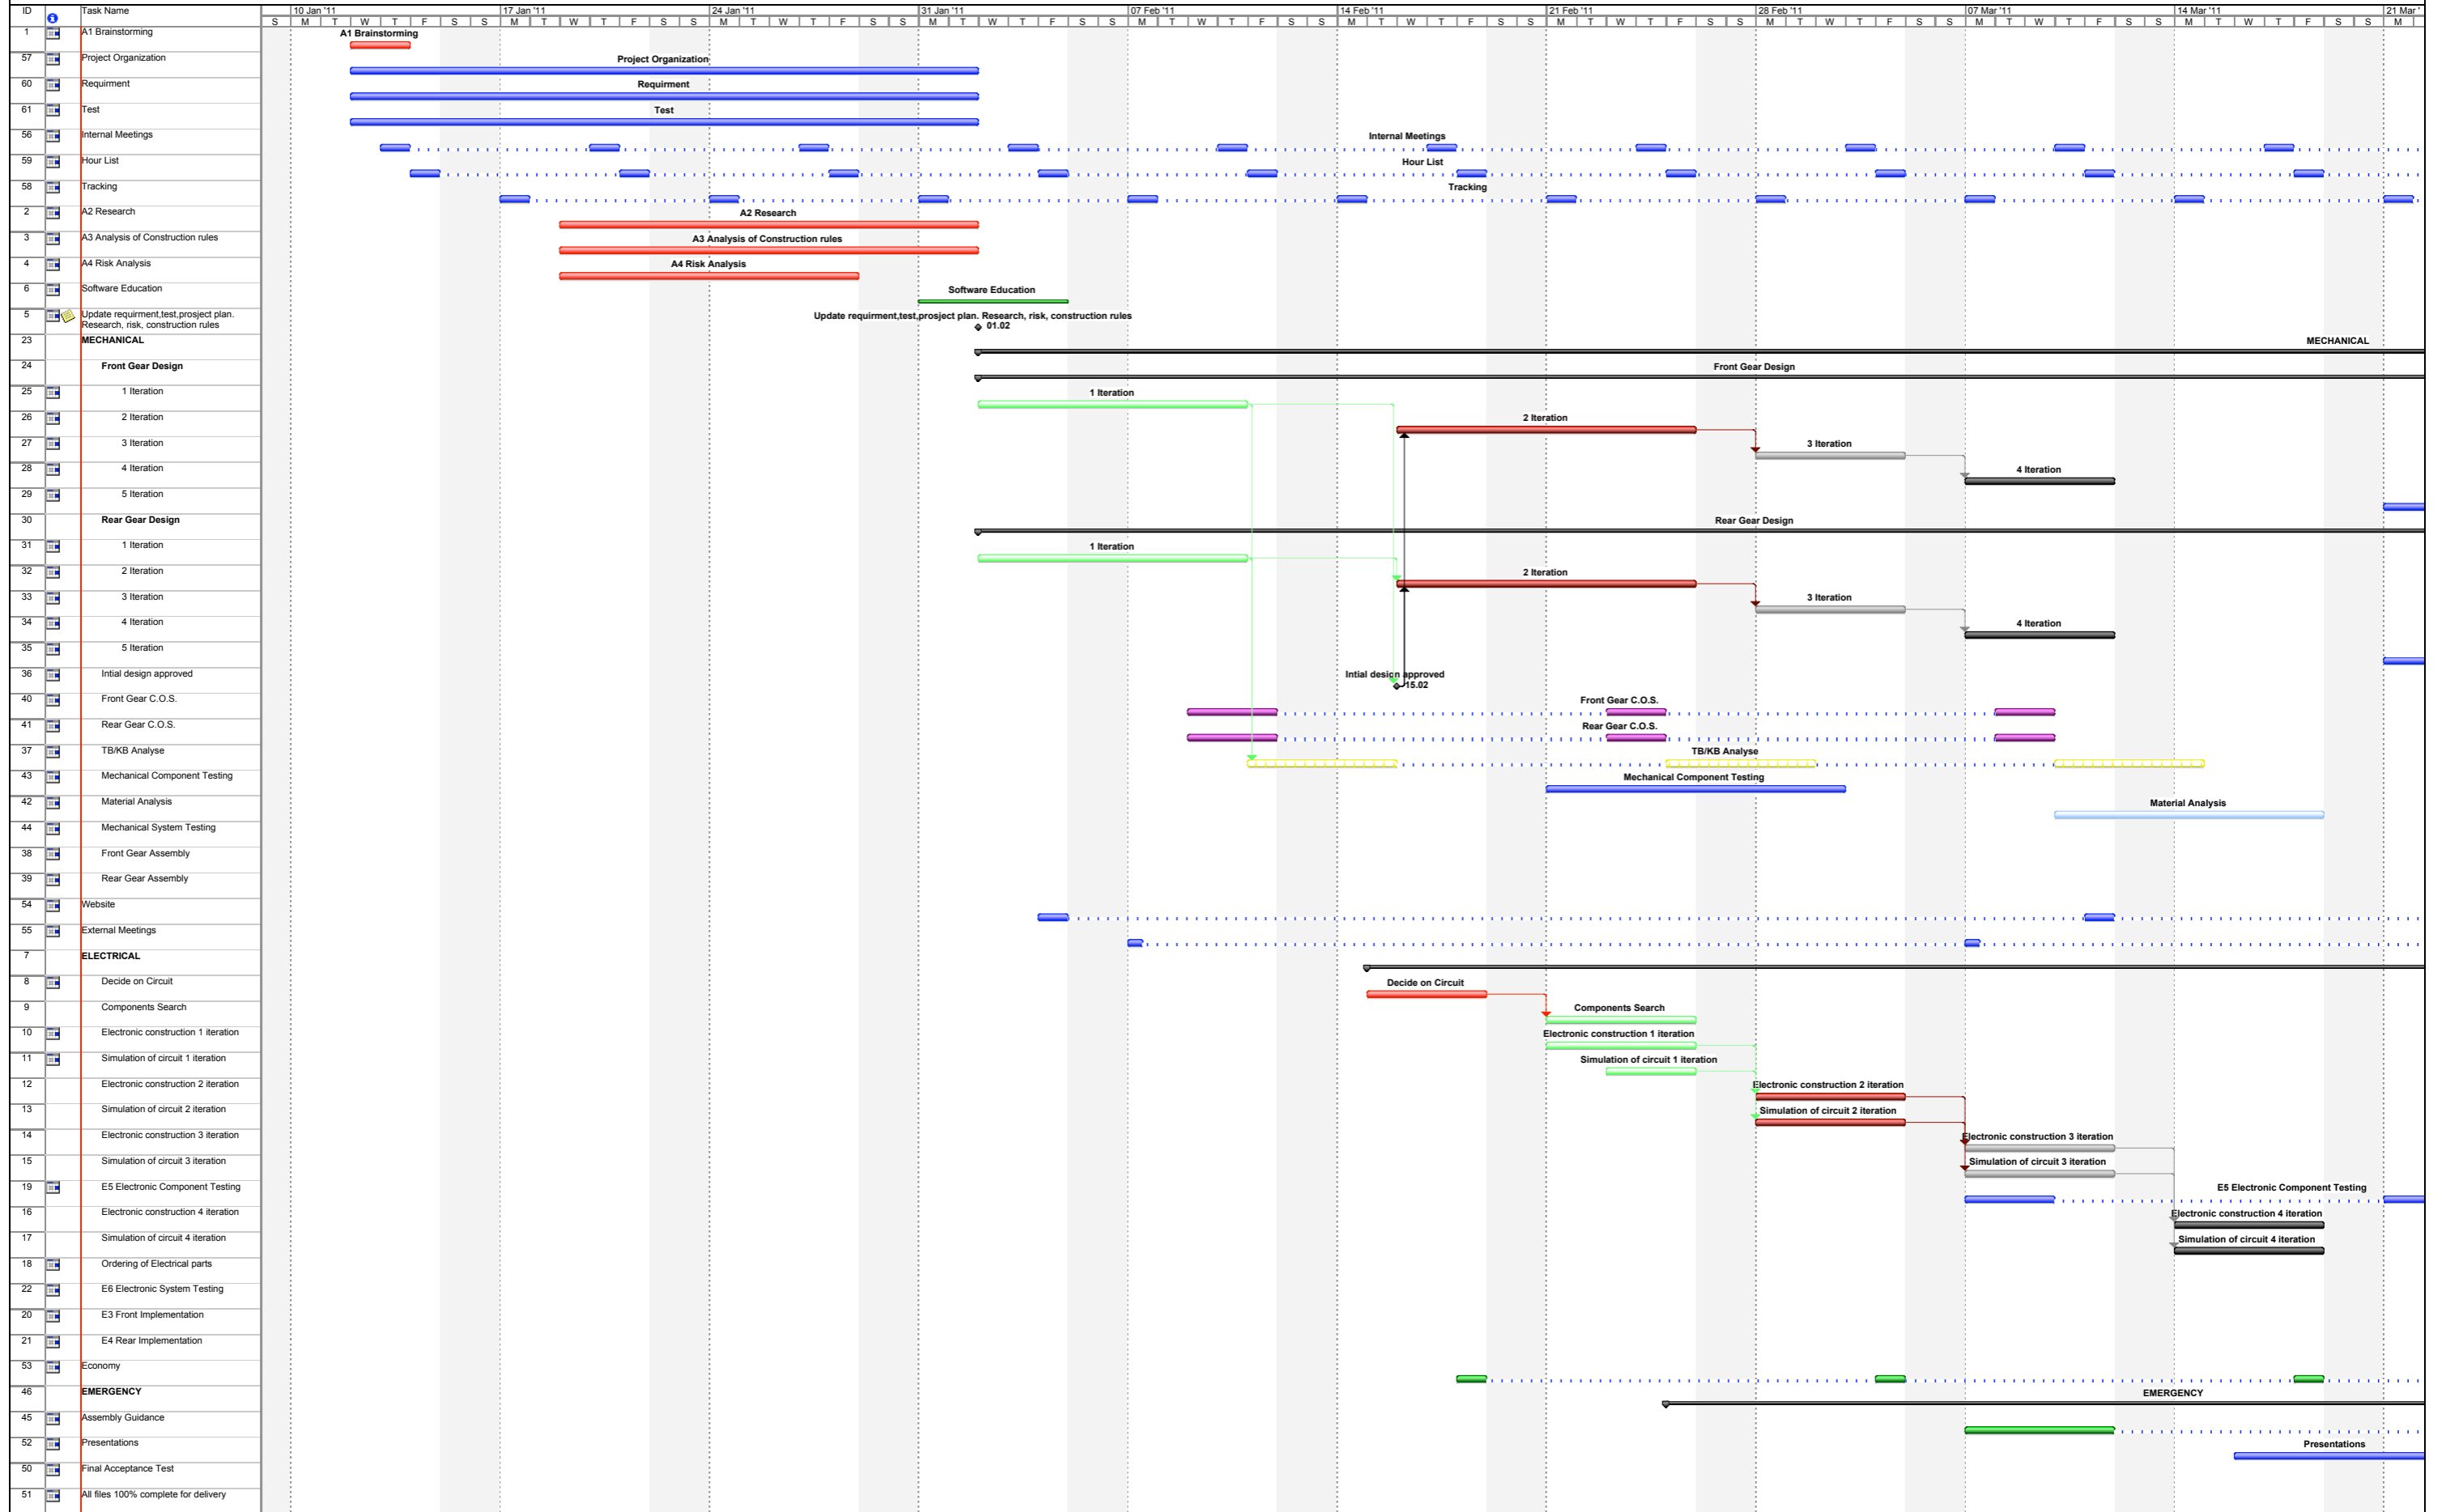 ID Task Name 10 Jan '11 17 Jan '11 24 Jan '11 31 Jan '11 07 Feb '11 14 Feb '11 21 Feb '11 28 Feb '11 07 Mar '11 14 Mar '11 21 Mar '
S M T W T F S S M T W T F S S M T W T F S S M T W T F S S M T W T F S S M T W T F S S M T W T F S S M T W T F S S M T W T F S S M T W T F S S M
1 A1 Brainstorming A1 Brainstorming
57 Project Organization Project Organization
60 Requirment Requirment
61 Test Test
56 Internal Meetings Internal Meetings
59 Hour List Hour List
58 Tracking Tracking
2 A2 Research A2 Research
3 A3 Analysis of Construction rules A3 Analysis of Construction rules
4 A4 Risk Analysis A4 Risk Analysis
6 Software Education Software Education
5 Update requirment,test,prosject plan. Update requirment,test,prosject plan. Research, risk, construction rules
Research, risk, construction rules 01.02
23 MECHANICAL MECHANICAL
24 Front Gear Design Front Gear Design
25 1 Iteration 1 Iteration
26 2 Iteration 2 Iteration
27 3 Iteration 3 Iteration
28 4 Iteration 4 Iteration
29 5 Iteration
30 Rear Gear Design Rear Gear Design
31 1 Iteration 1 Iteration
32 2 Iteration 2 Iteration
33 3 Iteration 3 Iteration
34 4 Iteration 4 Iteration
35 5 Iteration
36 Intial design approved Intial design approved
15.02
40 Front Gear C.O.S. Front Gear C.O.S.
41 Rear Gear C.O.S. Rear Gear C.O.S.
37 TB/KB Analyse TB/KB Analyse
43 Mechanical Component Testing Mechanical Component Testing
42 Material Analysis Material Analysis
44 Mechanical System Testing
38 Front Gear Assembly
39 Rear Gear Assembly
54 Website
55 External Meetings
7 ELECTRICAL
8 Decide on Circuit Decide on Circuit
9 Components Search Components Search
10 Electronic construction 1 iteration Electronic construction 1 iteration
11 Simulation of circuit 1 iteration Simulation of circuit 1 iteration
12 Electronic construction 2 iteration Electronic construction 2 iteration
13 Simulation of circuit 2 iteration Simulation of circuit 2 iteration
14 Electronic construction 3 iteration Electronic construction 3 iteration
15 Simulation of circuit 3 iteration Simulation of circuit 3 iteration
19 E5 Electronic Component Testing E5 Electronic Component Testing
16 Electronic construction 4 iteration Electronic construction 4 iteration
17 Simulation of circuit 4 iteration Simulation of circuit 4 iteration
18 Ordering of Electrical parts
22 E6 Electronic System Testing
20 E3 Front Implementation
21 E4 Rear Implementation
53 Economy
46 EMERGENCY EMERGENCY
45 Assembly Guidance
52 Presentations Presentations
50 Final Acceptance Test
51 All files 100% complete for delivery